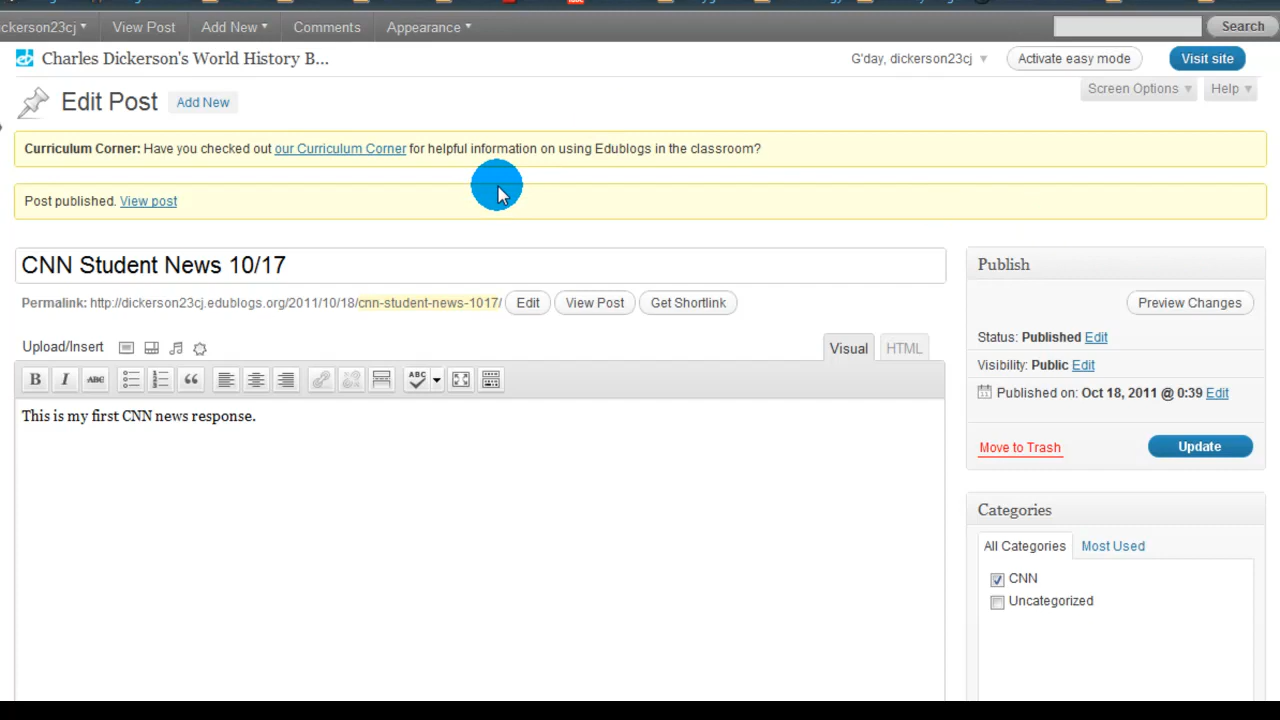 ckerson23cj View Post Add New Comments Appearance Search
Charles Dickerson's World History B... G'day, dickerson23cj Activate easy mode Visit site
Screen Options Help
Edit Post Add New
Curriculum Corner: Have you checked out our Curriculum Corner for helpful information on using Edublogs in the classroom?
Post published. View post
CNN Student News 10/17
Publish
Permalink: http://dickerson23cj.edublogs.org/2011/10/18/cnn-student-news-1017/ Edit View Post Get Shortlink
Preview Changes
Status: Published Edit
Upload/Insert Visual HTML
Visibility: Public Edit
B I ABC ABC
Published on: Oct 18, 2011 @ 0:39 Edit
This is my first CNN news response.
Move to Trash Update
Categories
All Categories Most Used
CNN
Uncategorized